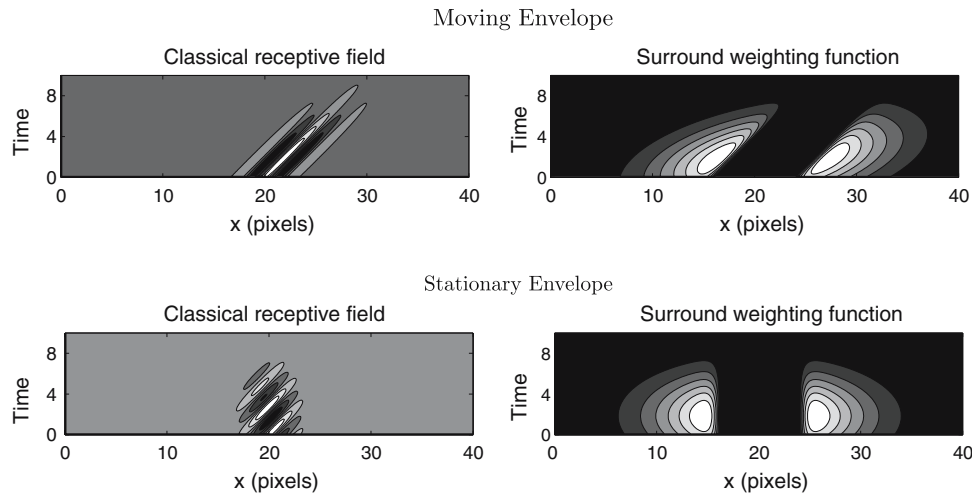 Moving Envelope
Classical receptive field
Surround weighting function
Time
8
4
0
0 10 20 30 40
x (pixels)
Time
8
4
0
0 10 20 30 40
x (pixels)
Stationary Envelope
Classical receptive field
Surround weighting function
Time
8
4
0
0 10 20 30 40
x (pixels)
Time
8
4
0
0 10 20 30 40
x (pixels)